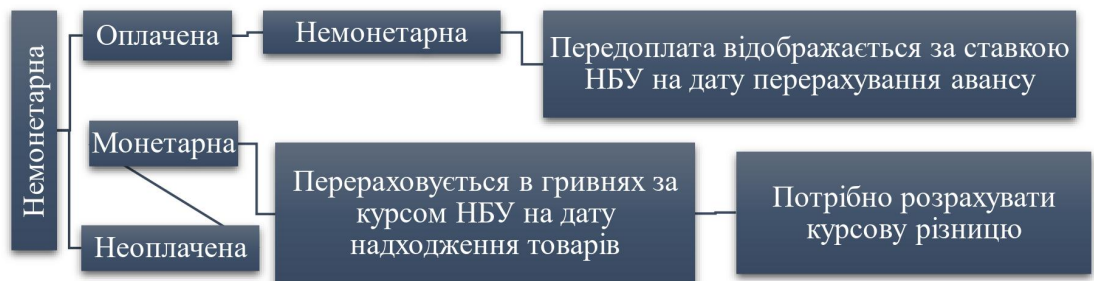 Немонетарна
Оплачена
Немонетарна
Передоплата відображається за ставкою
НБУ на дату перерахування авансу
Монетарна
Неоплачена
Перераховується в гривнях за
курсом НБУ на дату
надходження товарів
Потрібно розрахувати
курсову різницю